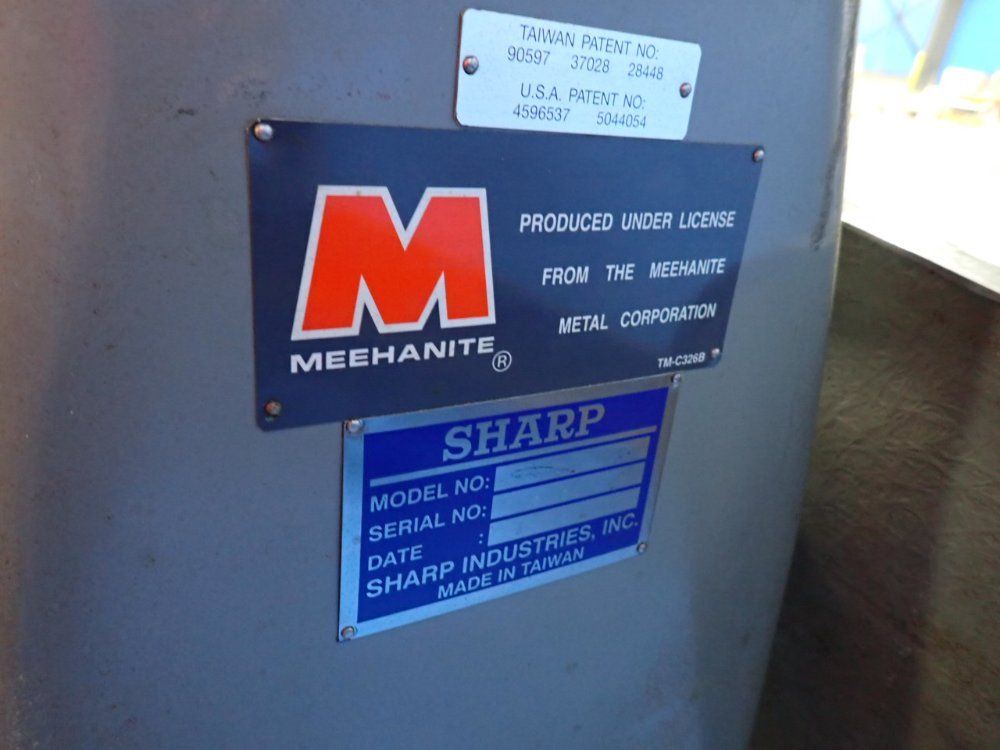 TAIWAN PATENT NO:
90597 37028 28448
U.S.A. PATENT NO:
4596537 5044054
M
MEEHANITE ®
PRODUCED UNDER LICENSE
FROM THE MEEHANITE
METAL CORPORATION
TM-C326B
SHARP
MODEL NO:
SERIAL NO:
DATE :
SHARP INDUSTRIES, INC.
MADE IN TAIWAN